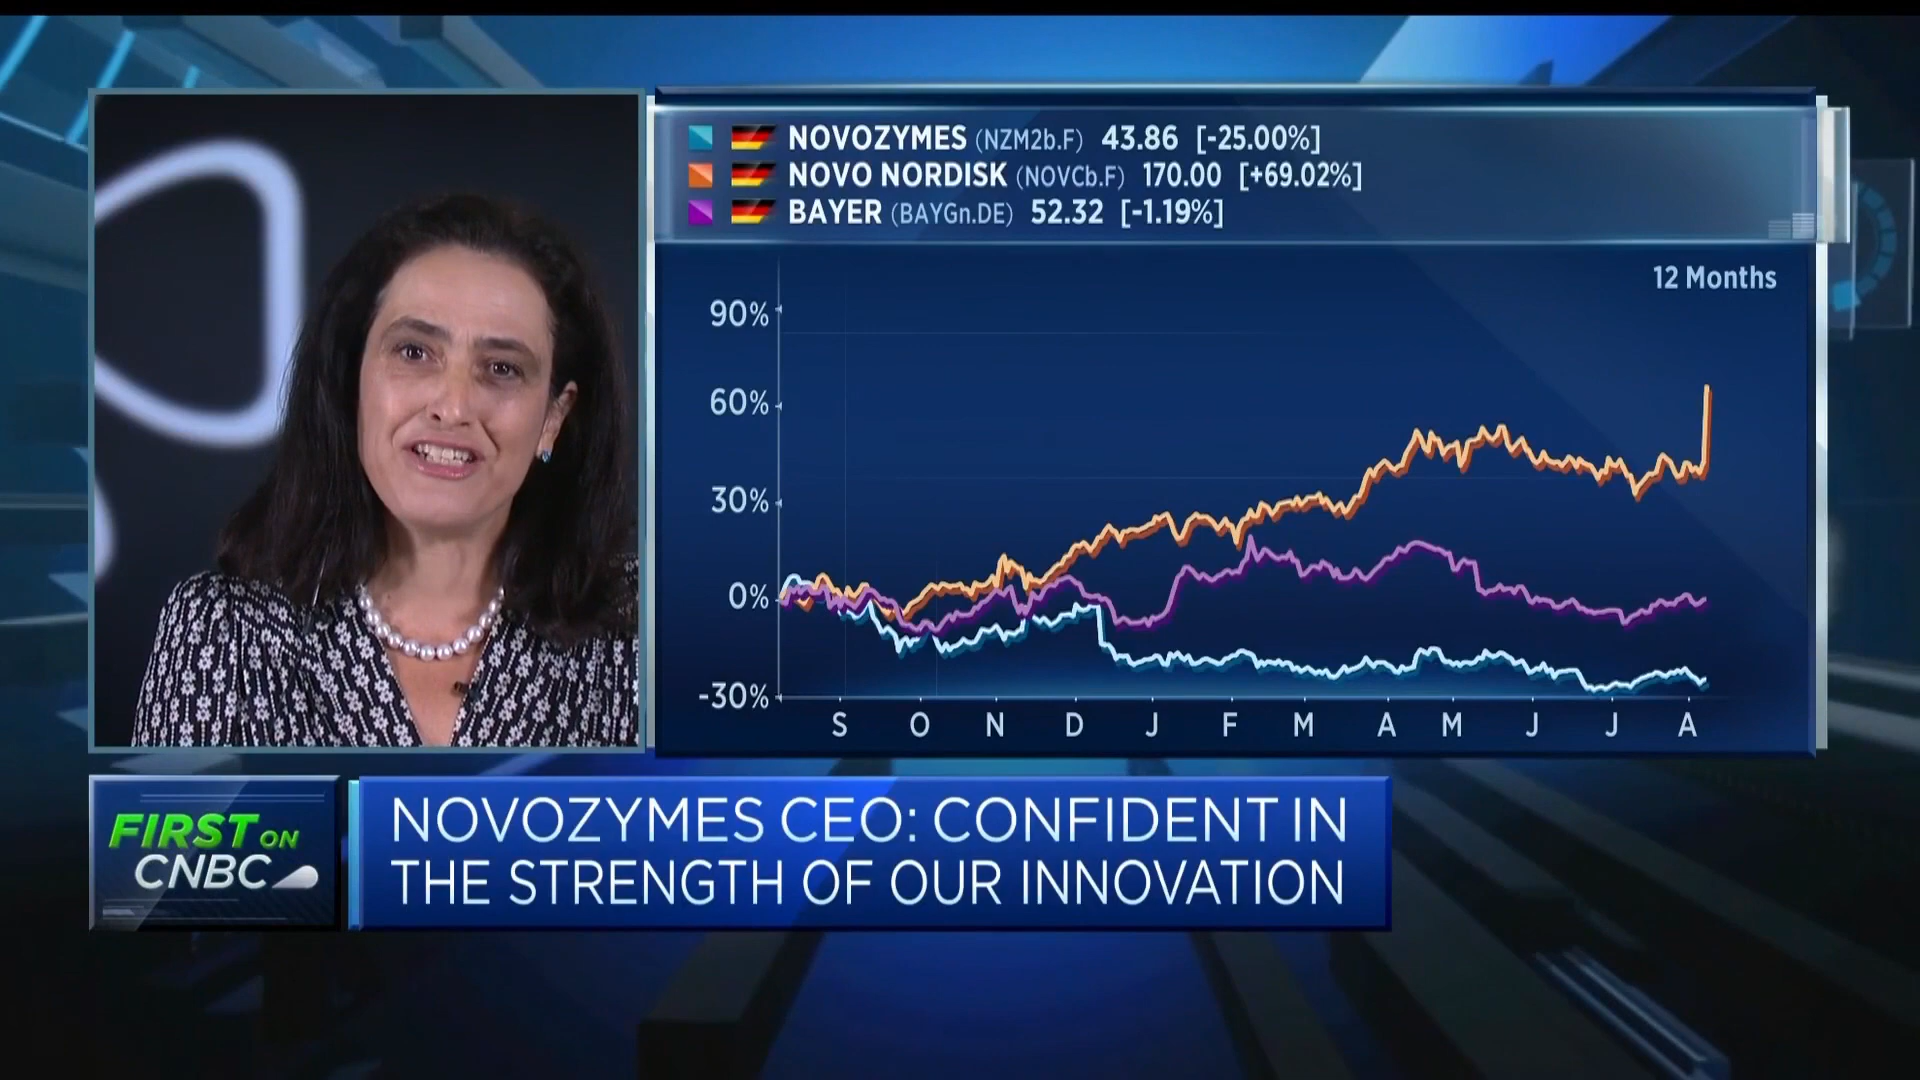 NOVOZYMES (NZM2b.F) 43.86 [-25.00%]
NOVO NORDISK (NOVCb.F) 170.00 [+69.02%]
BAYER (BAYGn.DE) 52.32 [-1.19%]
12 Months
90%
60%
30%
0%
-30%
S O N D J F M A M J J A
FIRST ON
CNBC
NOVOZYMES CEO: CONFIDENT IN
THE STRENGTH OF OUR INNOVATION